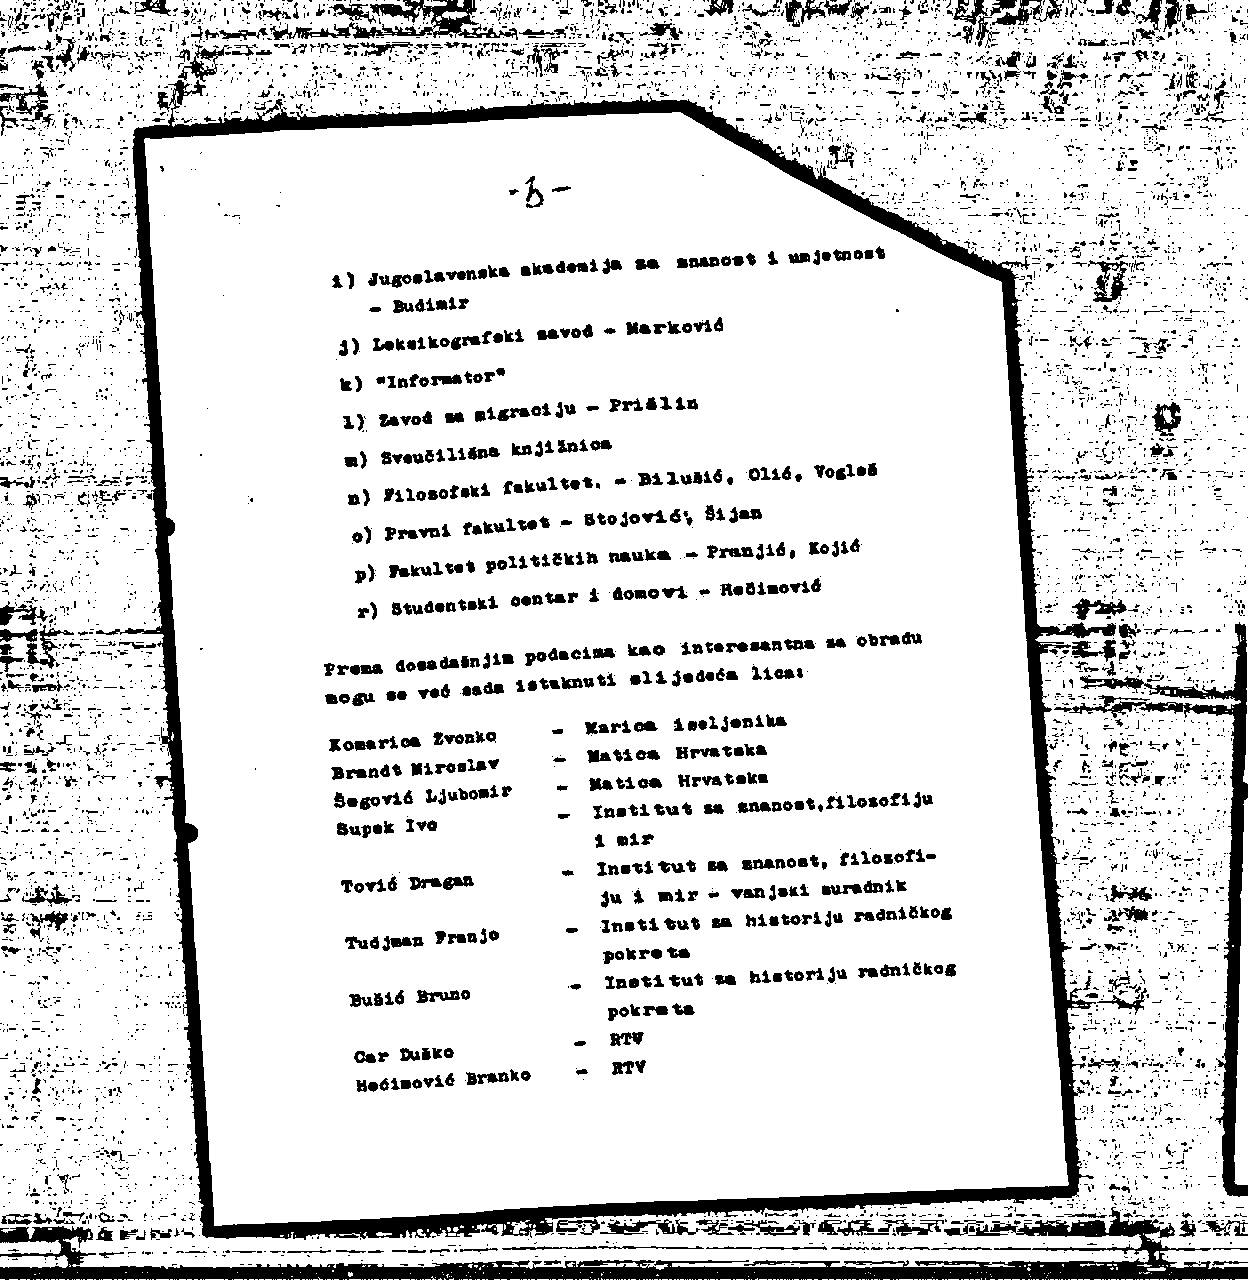 i) Jugoslavenska akademija za znanost i umjetnost
- Budimir
j) Leksikografski zavod - Marković
k) "Informator"
l) Zavod za migraciju - Prišlin
m) Sveučilišna knjižnica
n) Filozofski fakultet. - Bilušić, Olić, Vogleš
o) Pravni fakultet - Stojović, Šijan
p) Fakultet političkih nauka - Pranjić, Kojić
r) Studentski centar i domovi - Hećimović
Prema dosadašnjim podacima kao interesantna za obradu
mogu se već sada istaknuti slijedeća lica:
Komarica Zvonko - Marica iseljenika
Brandt Miroslav - Matica Hrvatska
Šegović Ljubomir - Matica Hrvatska
Supek Ivo - Institut za znanost,filozofiju
i mir
Tović Dragan - Institut za znanost, filozofi-
ju i mir - vanjski suradnik
Tudjman Franjo - Institut za historiju radničkog
pokreta
Bušić Bruno - Institut za historiju radničkog
pokreta
Car Duško - RTV
Hećimović Branko - RTV